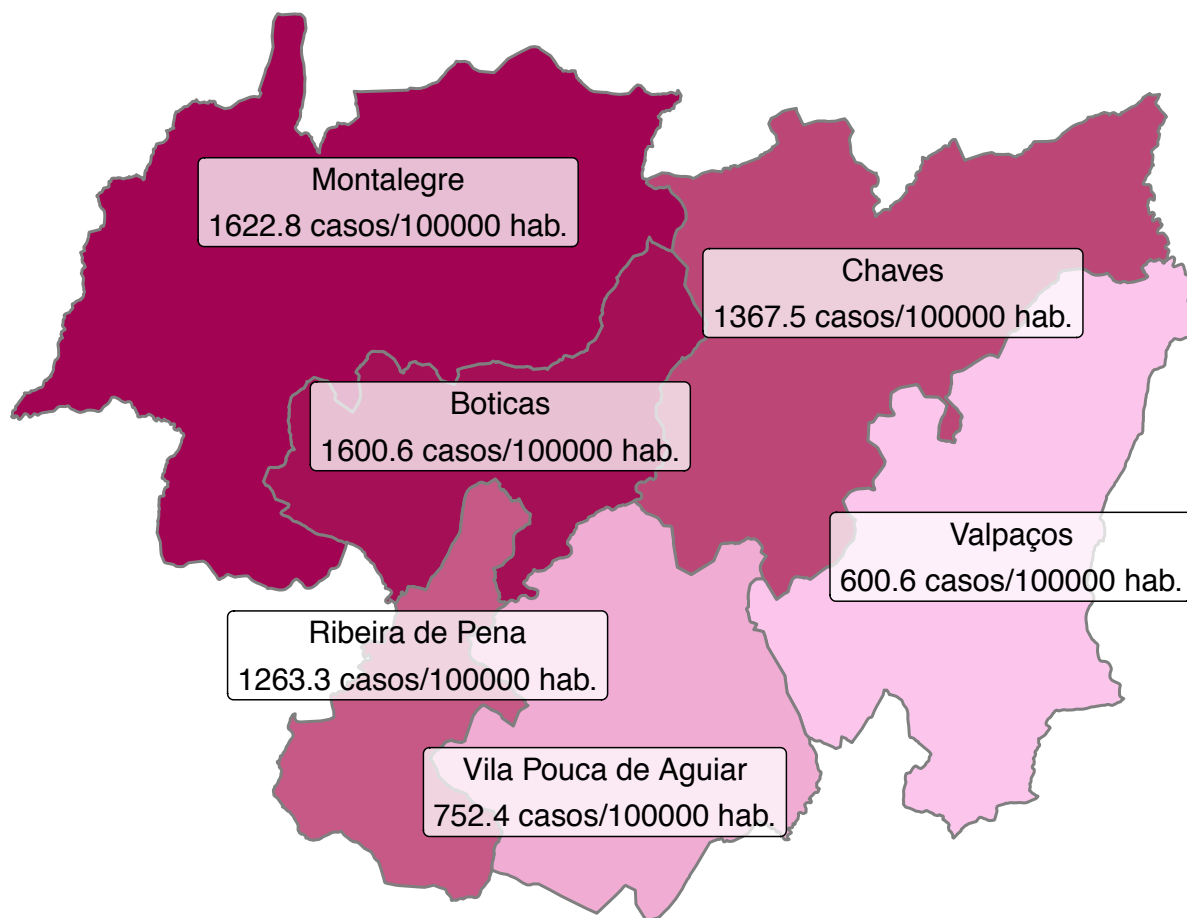 Montalegre
1622.8 casos/100000 hab.
Chaves
1367.5 casos/100000 hab.
Boticas
1600.6 casos/100000 hab.
Valpaços
600.6 casos/100000 hab.
Ribeira de Pena
1263.3 casos/100000 hab.
Vila Pouca de Aguiar
752.4 casos/100000 hab.